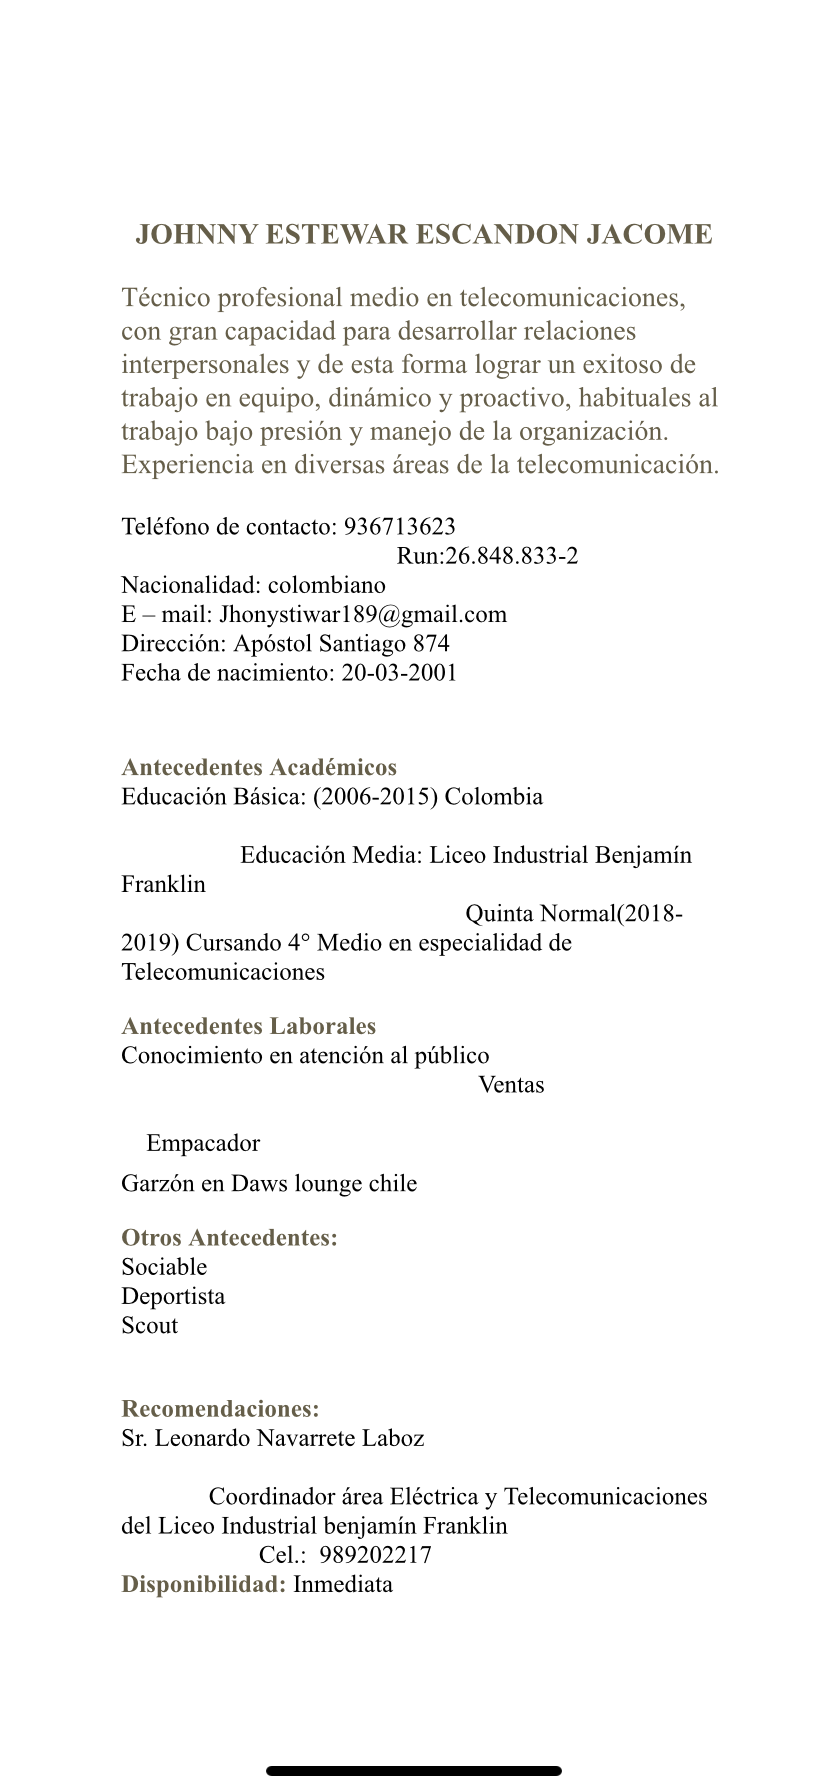 JOHNNY ESTEWAR ESCANDON JACOME
Técnico profesional medio en telecomunicaciones,
con gran capacidad para desarrollar relaciones
interpersonales y de esta forma lograr un exitoso de
trabajo en equipo, dinámico y proactivo, habituales al
trabajo bajo presión y manejo de la organización.
Experiencia en diversas áreas de la telecomunicación.
Teléfono de contacto: 936713623
Run:26.848.833-2
Nacionalidad: colombiano
E – mail: Jhonystiwar189@gmail.com
Dirección: Apóstol Santiago 874
Fecha de nacimiento: 20-03-2001
Antecedentes Académicos
Educación Básica: (2006-2015) Colombia
Educación Media: Liceo Industrial Benjamín
Franklin
Quinta Normal(2018-
2019) Cursando 4° Medio en especialidad de
Telecomunicaciones
Antecedentes Laborales
Conocimiento en atención al público
Ventas
Empacador
Garzón en Daws lounge chile
Otros Antecedentes:
Sociable
Deportista
Scout
Recomendaciones:
Sr. Leonardo Navarrete Laboz
Coordinador área Eléctrica y Telecomunicaciones
del Liceo Industrial benjamín Franklin
Cel.:  989202217
Disponibilidad: Inmediata